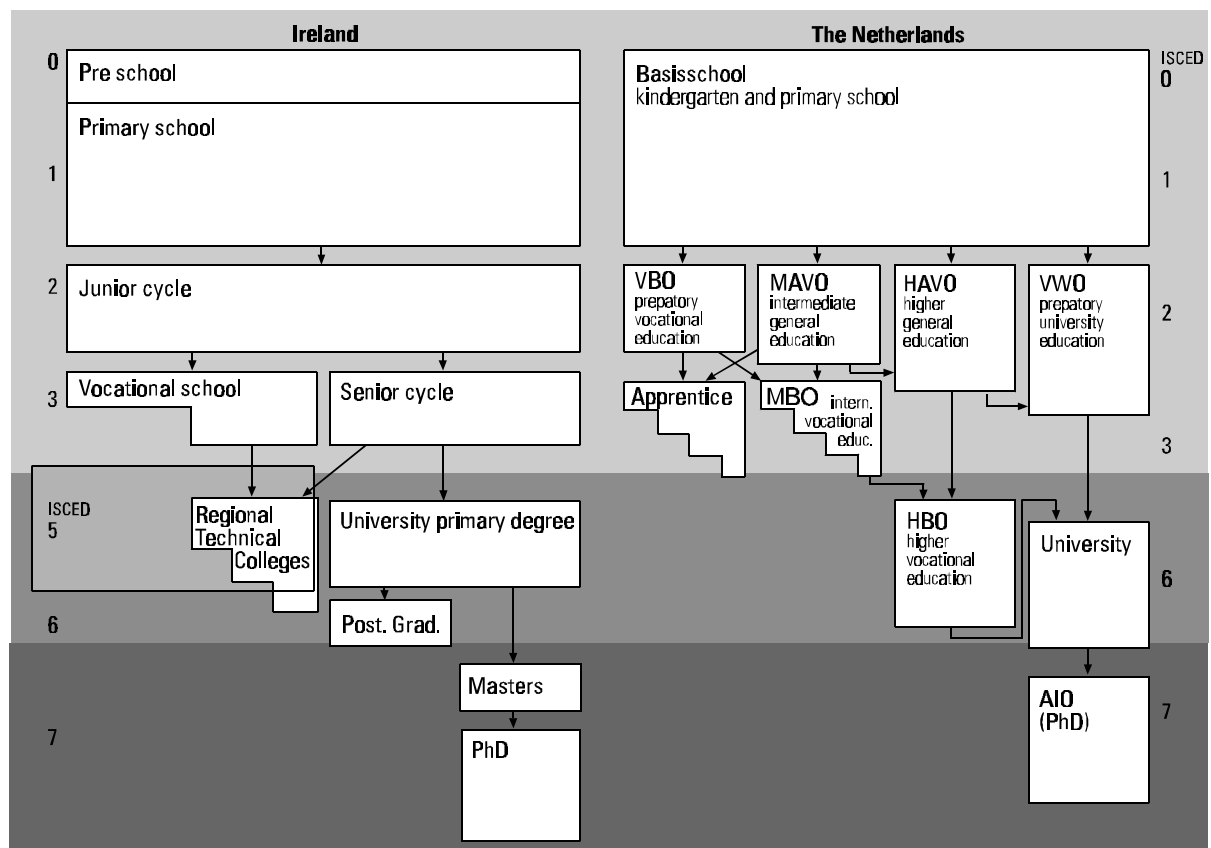 Ireland
0
Pre school
Primary school
1
2
Junior cycle
3
Vocational school
Senior cycle
ISCED
5
Regional
Technical
Colleges
University primary degree
6
Post. Grad.
Masters
7
PhD
The Netherlands
ISCED
0
Basisschool
kindergarten and primary school
1
VBO
prepatory
vocational
education
MAVO
intermediate
general
education
HAVO
higher
general
education
VWO
prepatory
university
education
2
Apprentice
MBO intern.
vocational
educ.
3
HBO
higher
vocational
education
University
6
AIO
(PhD)
7